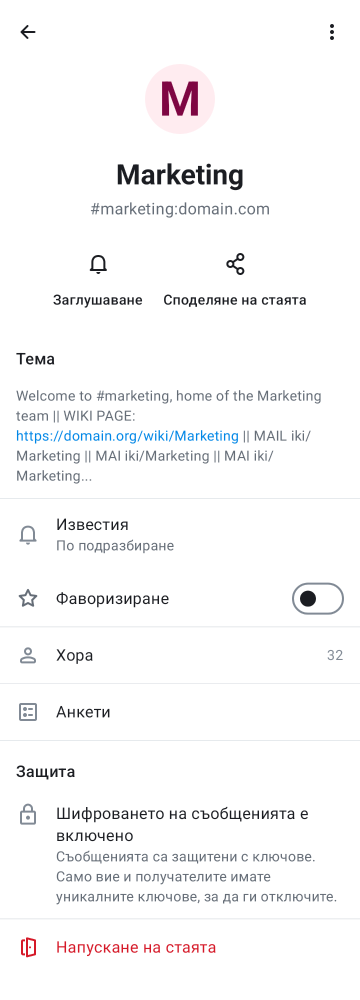 M
Marketing
#marketing:domain.com
Заглушаване
Споделяне на стаята
Тема
Welcome to #marketing, home of the Marketing
team || WIKI PAGE:
https://domain.org/wiki/Marketing || MAIL iki/
Marketing || MAI iki/Marketing || MAI iki/
Marketing...
Известия
По подразбиране
Фаворизиране
Хора 32
Анкети
Защита
Шифроването на съобщенията е
включено
Съобщенията са защитени с ключове.
Само вие и получателите имате
уникалните ключове, за да ги отключите.
Напускане на стаята